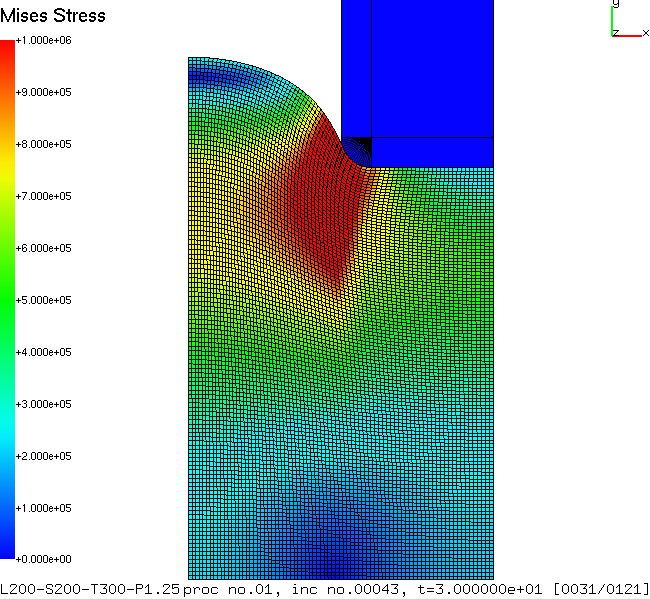 Mises Stress
y
z x
+1.000e+06
+9.000e+05
+8.000e+05
+7.000e+05
+6.000e+05
+5.000e+05
+4.000e+05
+3.000e+05
+2.000e+05
+1.000e+05
+0.000e+00
L200-S200-T300-P1.25 proc no.01, inc no.00043, t=3.000000e+01 [0031/0121]